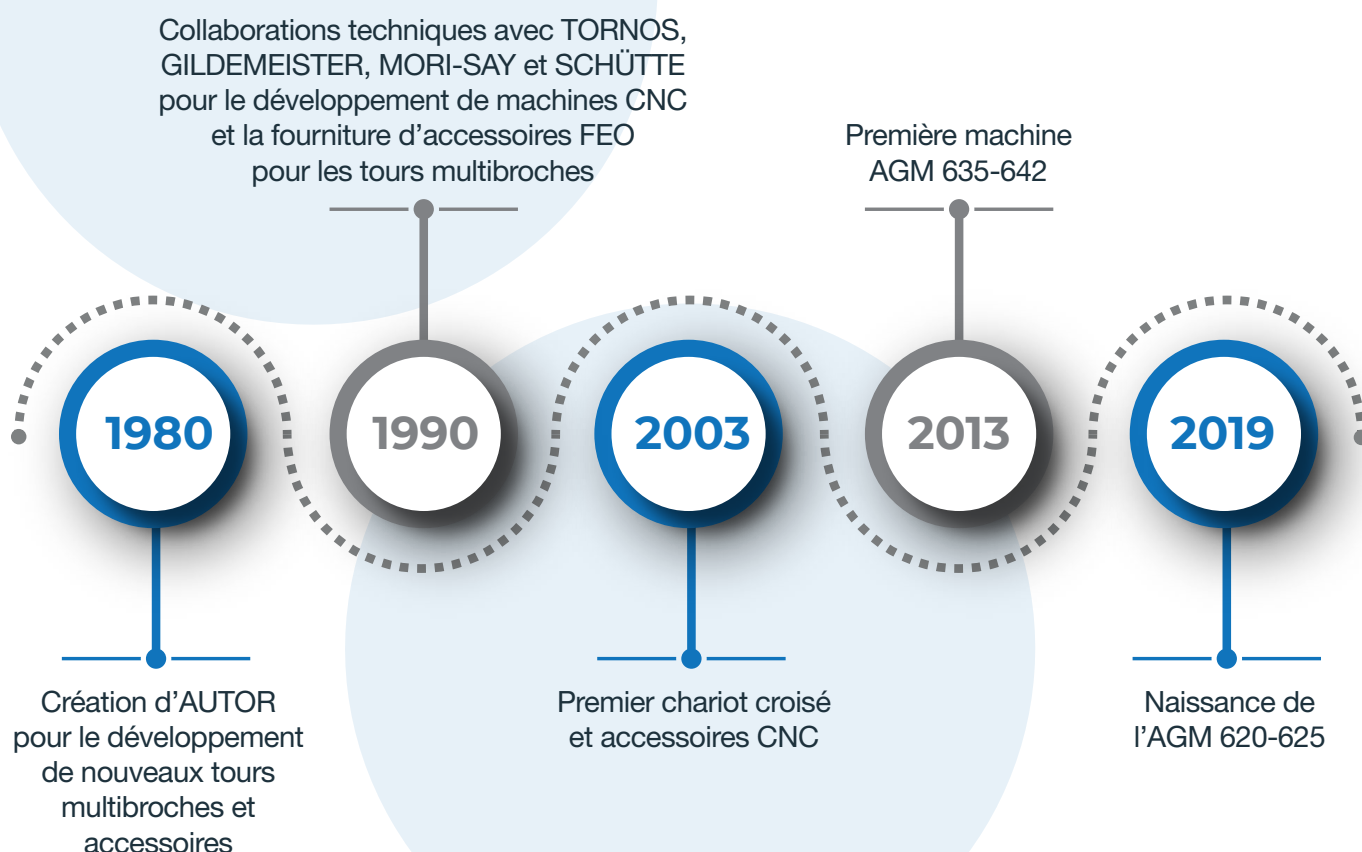 Collaborations techniques avec TORNOS,
GILDEMEISTER, MORI-SAY et SCHÜTTE
pour le développement de machines CNC
et la fourniture d'accessoires FEO
pour les tours multibroches
Première machine
AGM 635-642
1980
1990
2003
2013
2019
Création d'AUTOR
pour le développement
de nouveaux tours
multibroches et
accessoires
Premier chariot croisé
et accessoires CNC
Naissance de
l'AGM 620-625